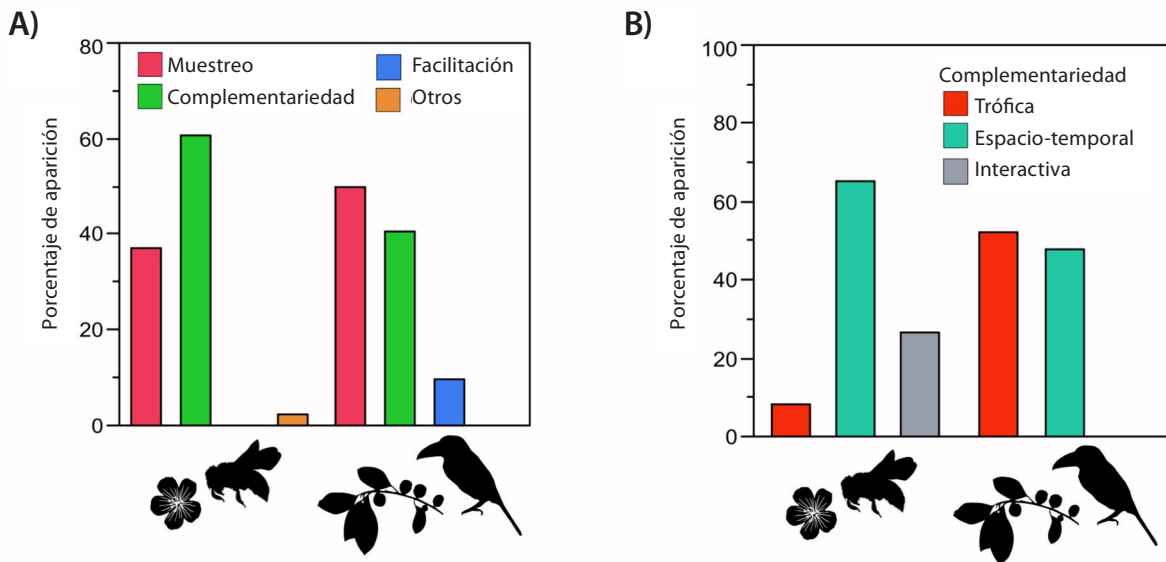 A)
Porcentaje de aparición
80
60
40
20
0
Muestreo
Complementariedad
Facilitación
Otros
B)
Porcentaje de aparición
100
80
60
40
20
0
Complementariedad
Trófica
Espacio-temporal
Interactiva